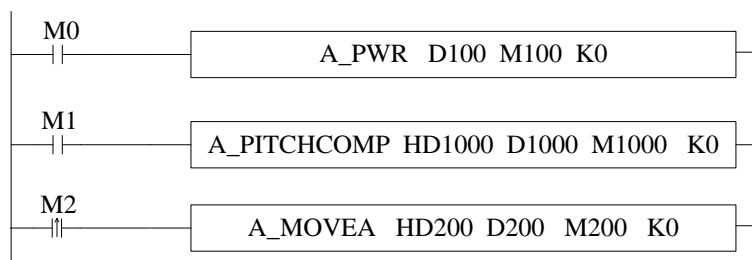 M0
A_PWR D100 M100 K0
M1
A_PITCHCOMP HD1000 D1000 M1000 K0
M2
A_MOVEA HD200 D200 M200 K0